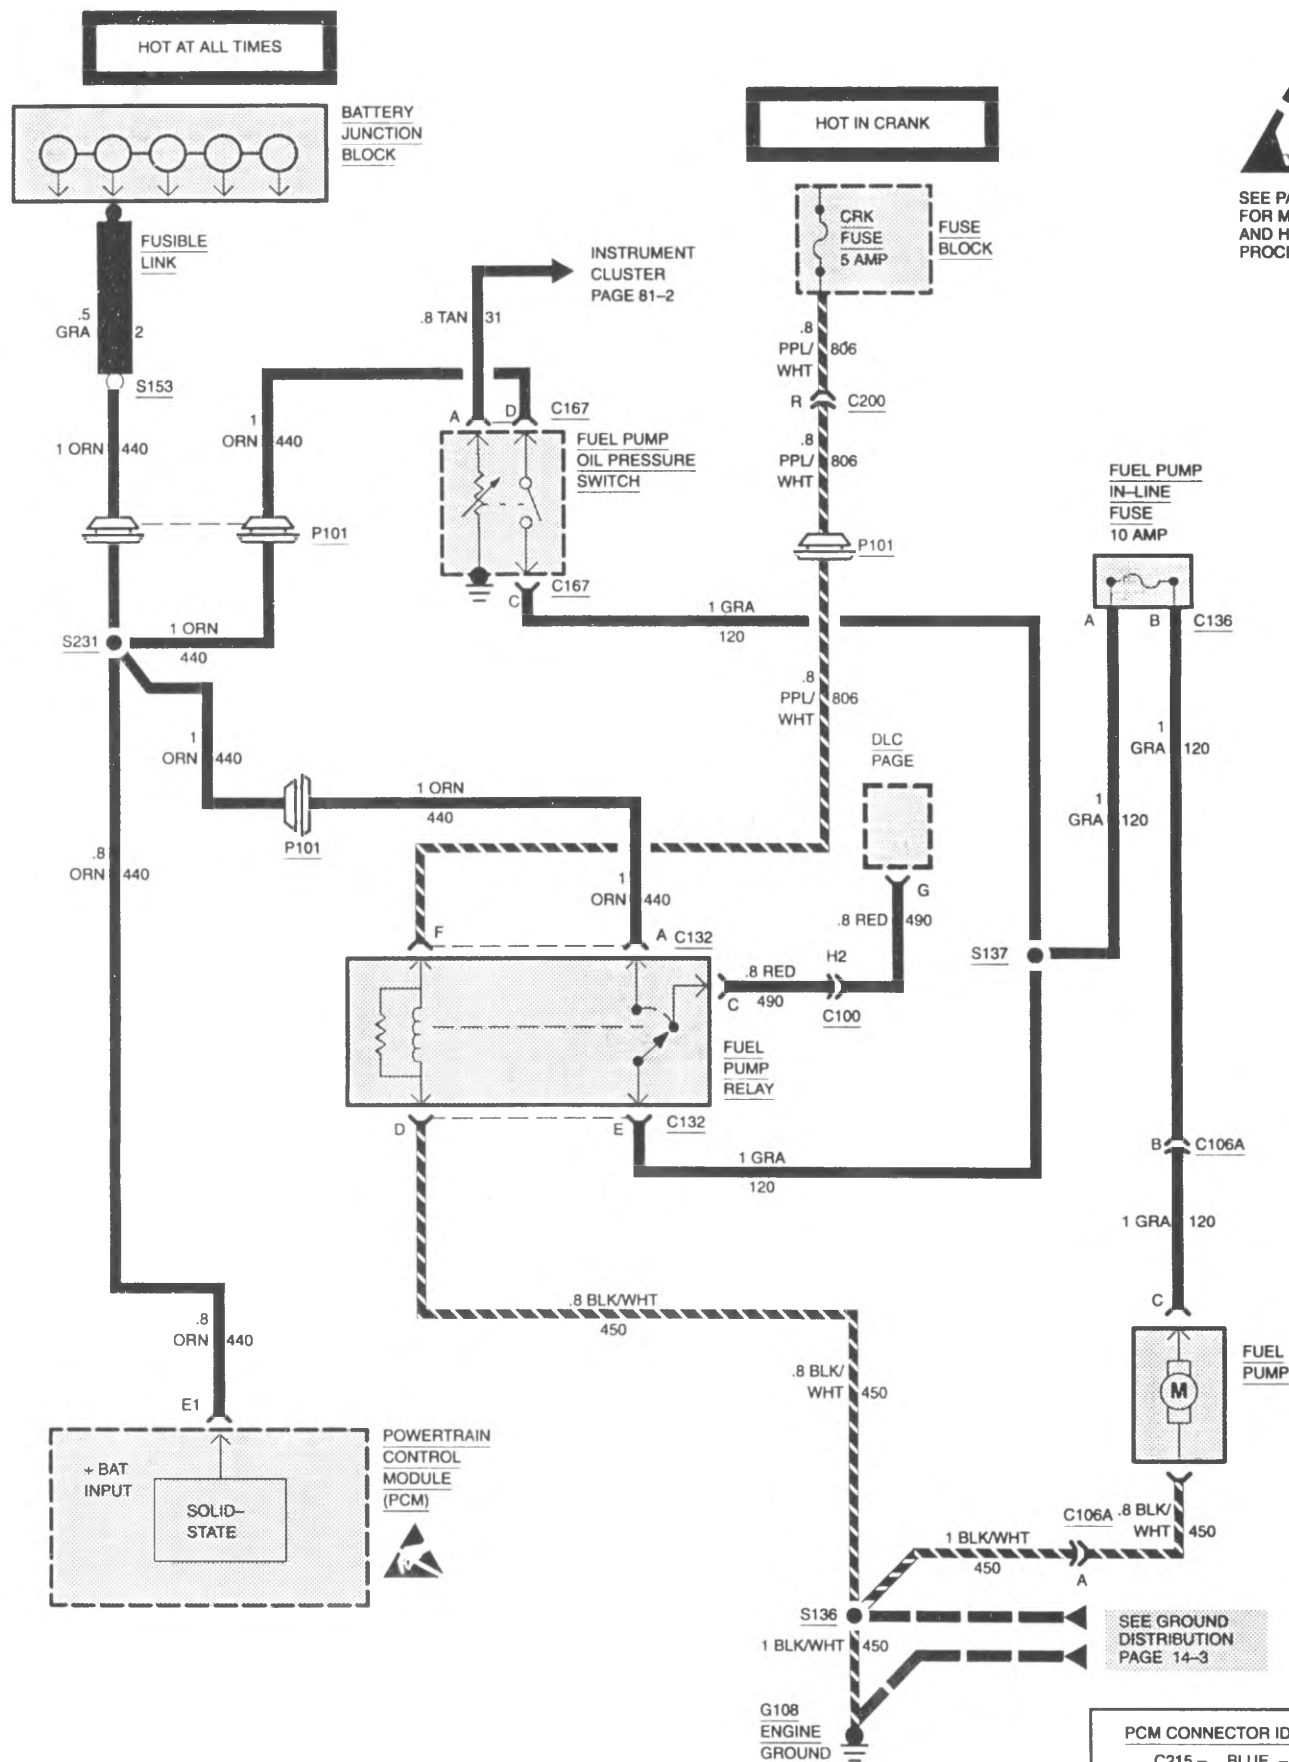 HOT AT ALL TIMES
BATTERY
JUNCTION
BLOCK
HOT IN CRANK
SEE
FOR
AND
FUSIBLE
LINK
.5
GRA
2
S153
INSTRUMENT
CLUSTER
PAGE 81–2
.8 TAN
31
CRK
FUSE
5 AMP
FUSE
BLOCK
.8
PPL/
WHT
806
R
C200
1 ORN
440
1
ORN
440
A
D
C167
FUEL PUMP
OIL PRESSURE
SWITCH
.8
PPL/
WHT
806
P101
P101
FUEL PUMP
IN–LINE
FUSE
10 AMP
C167
C
1 GRA
120
A
B
C136
S231
1 ORN
440
.8
PPL/
WHT
806
1
ORN
440
DLC
PAGE
1
GRA
120
1 ORN
440
P101
1
GRA
120
.8
ORN
440
1
ORN
440
G
.8 RED
490
F
A
C132
H2
.8 RED
490
C
C100
S137
FUEL
PUMP
RELAY
D
E
C132
1 GRA
120
B
C106A
1 GRA
120
C
.8 BLK/WHT
450
.8
ORN
440
E1
.8 BLK/
WHT
450
M
FUEL
PUMP
+ BAT
INPUT
SOLID–
STATE
POWERTRAIN
CONTROL
MODULE
(PCM)
C106A
.8 BLK/
WHT
450
1 BLK/WHT
450
A
S136
1 BLK/WHT
450
SEE GROUND
DISTRIBUTION
PAGE 14–3
G108
ENGINE
GROUND
PCM CONNECTOR ID
C215 – BLUE –